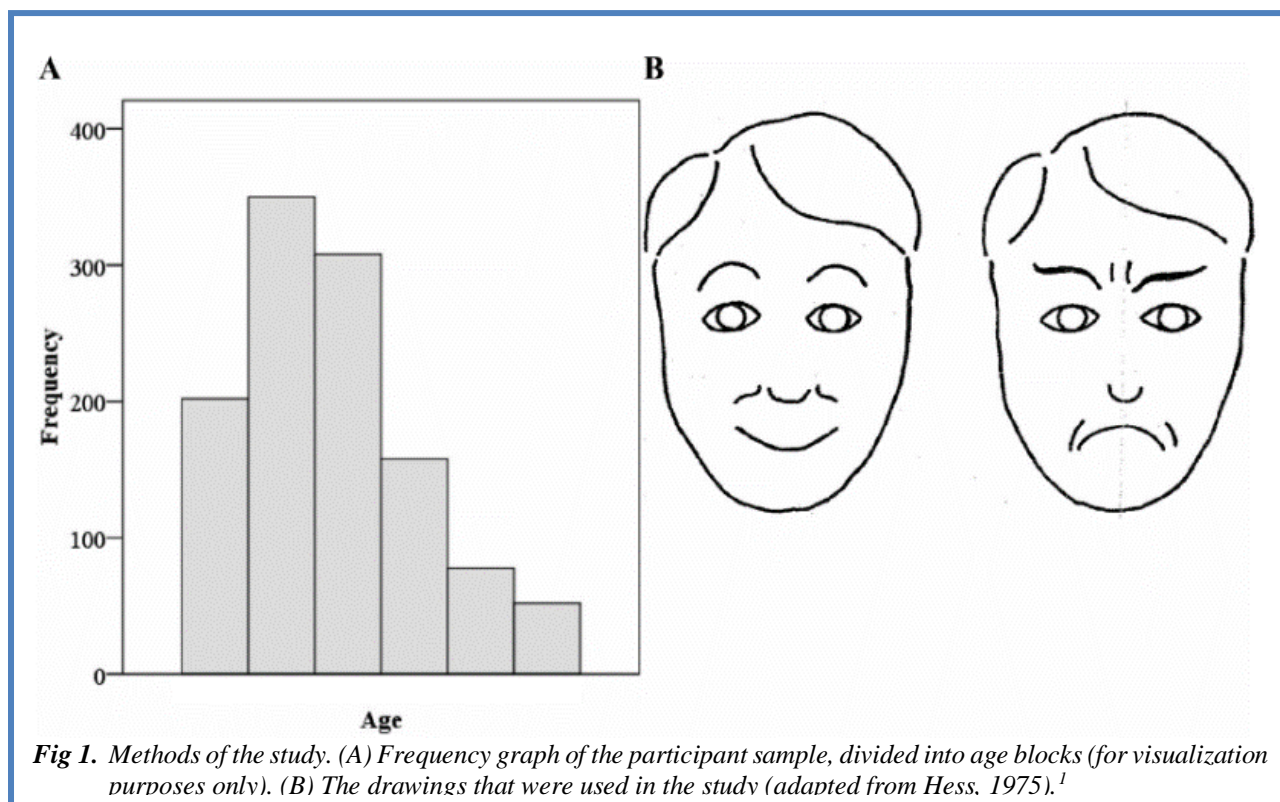 A
B
400
300
200
100
0
Frequency
Age
Fig 1. Methods of the study. (A) Frequency graph of the participant sample, divided into age blocks (for visualization
purposes only). (B) The drawings that were used in the study (adapted from Hess, 1975).1